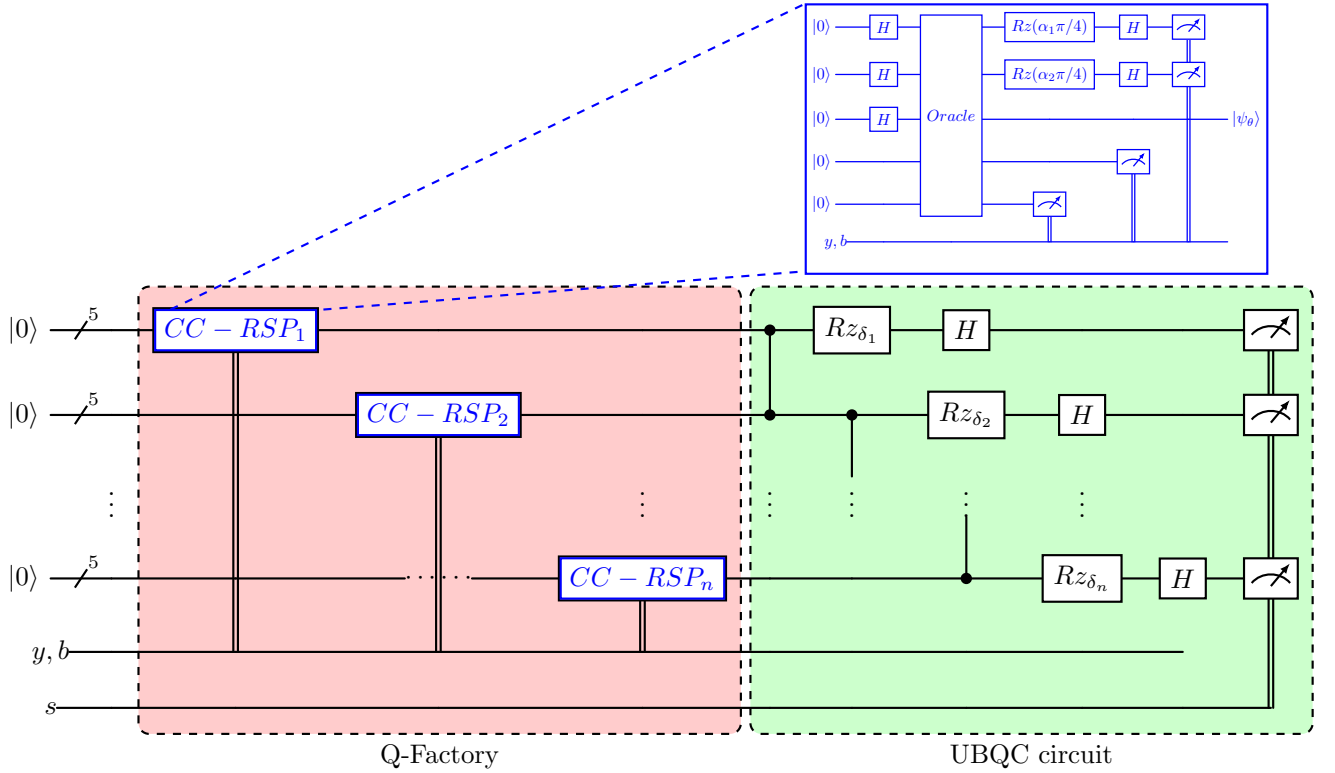 |0⟩ H Rz(α₁π/4) H
|0⟩ H Rz(α₂π/4) H
|0⟩ H Oracle |ψ_θ⟩
|0⟩
|0⟩
y, b
|0⟩ 5 CC − RSP₁ Rz_δ₁ H
|0⟩ 5 CC − RSP₂ Rz_δ₂ H
|0⟩ 5 CC − RSPₙ Rz_δₙ H
y, b
s
Q-Factory UBQC circuit